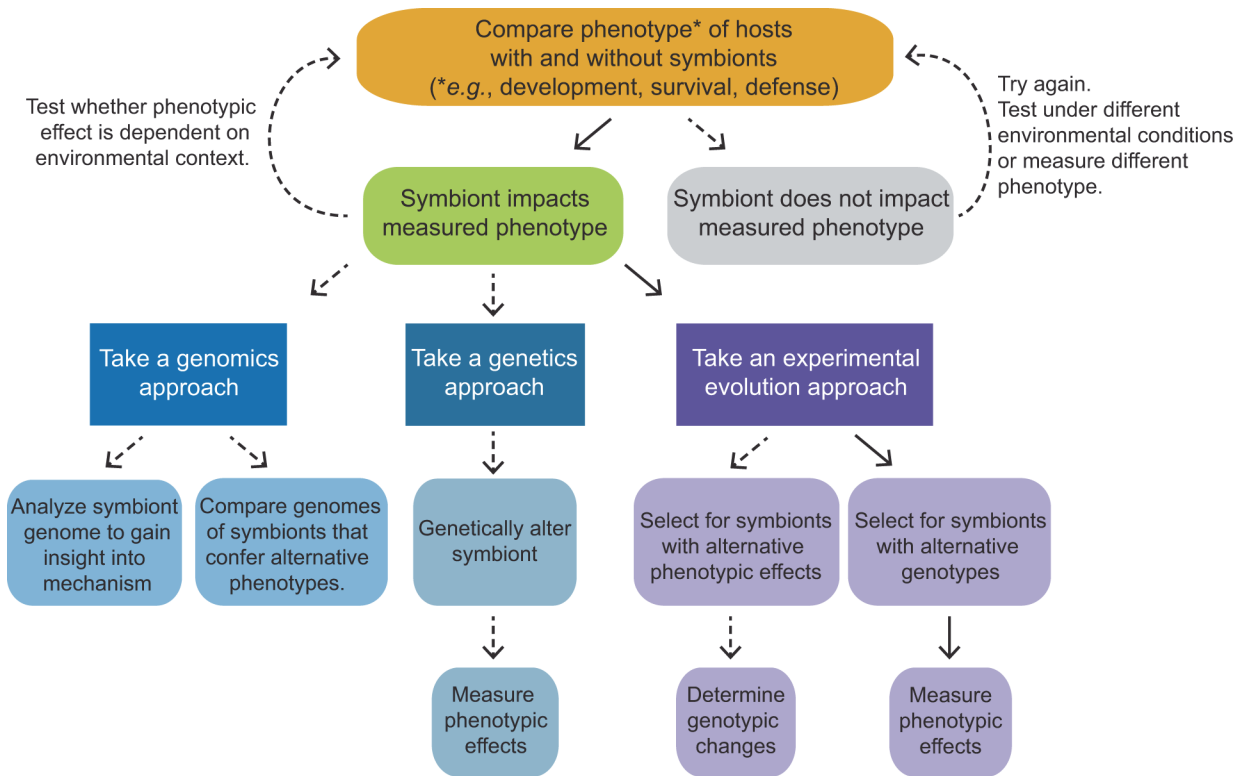 Compare phenotype* of hosts
with and without symbionts
(*e.g., development, survival, defense)
Test whether phenotypic
effect is dependent on
environmental context.
Try again.
Test under different
environmental conditions
or measure different
phenotype.
Symbiont impacts
measured phenotype
Symbiont does not impact
measured phenotype
Take a genomics
approach
Take a genetics
approach
Take an experimental
evolution approach
Analyze symbiont
genome to gain
insight into
mechanism
Compare genomes
of symbionts that
confer alternative
phenotypes.
Genetically alter
symbiont
Select for symbionts
with alternative
phenotypic effects
Select for symbionts
with alternative
genotypes
Measure
phenotypic
effects
Determine
genotypic
changes
Measure
phenotypic
effects